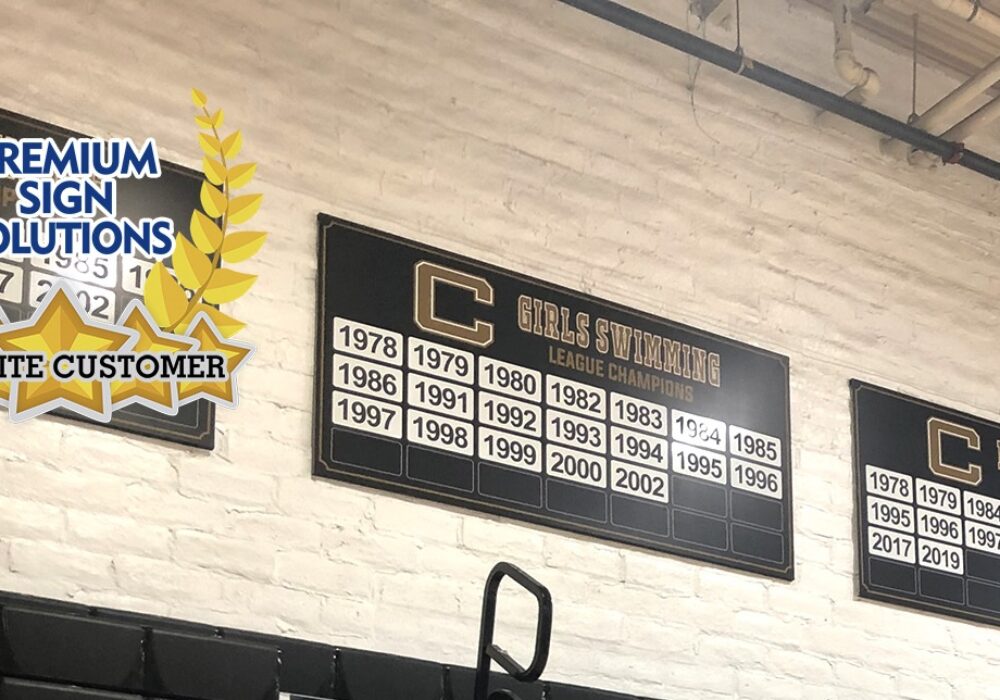 REMIUM
SIGN
OLUTIONS
ITE CUSTOMER
1985
2002
C
GIRLS SWIMMING
LEAGUE CHAMPIONS
1978 1979 1980 1982 1983 1984 1985
1986 1991 1992 1993 1994 1995 1996
1997 1998 1999 2000 2002
C
1978 1979 1984
1995 1996 1997
2017 2019